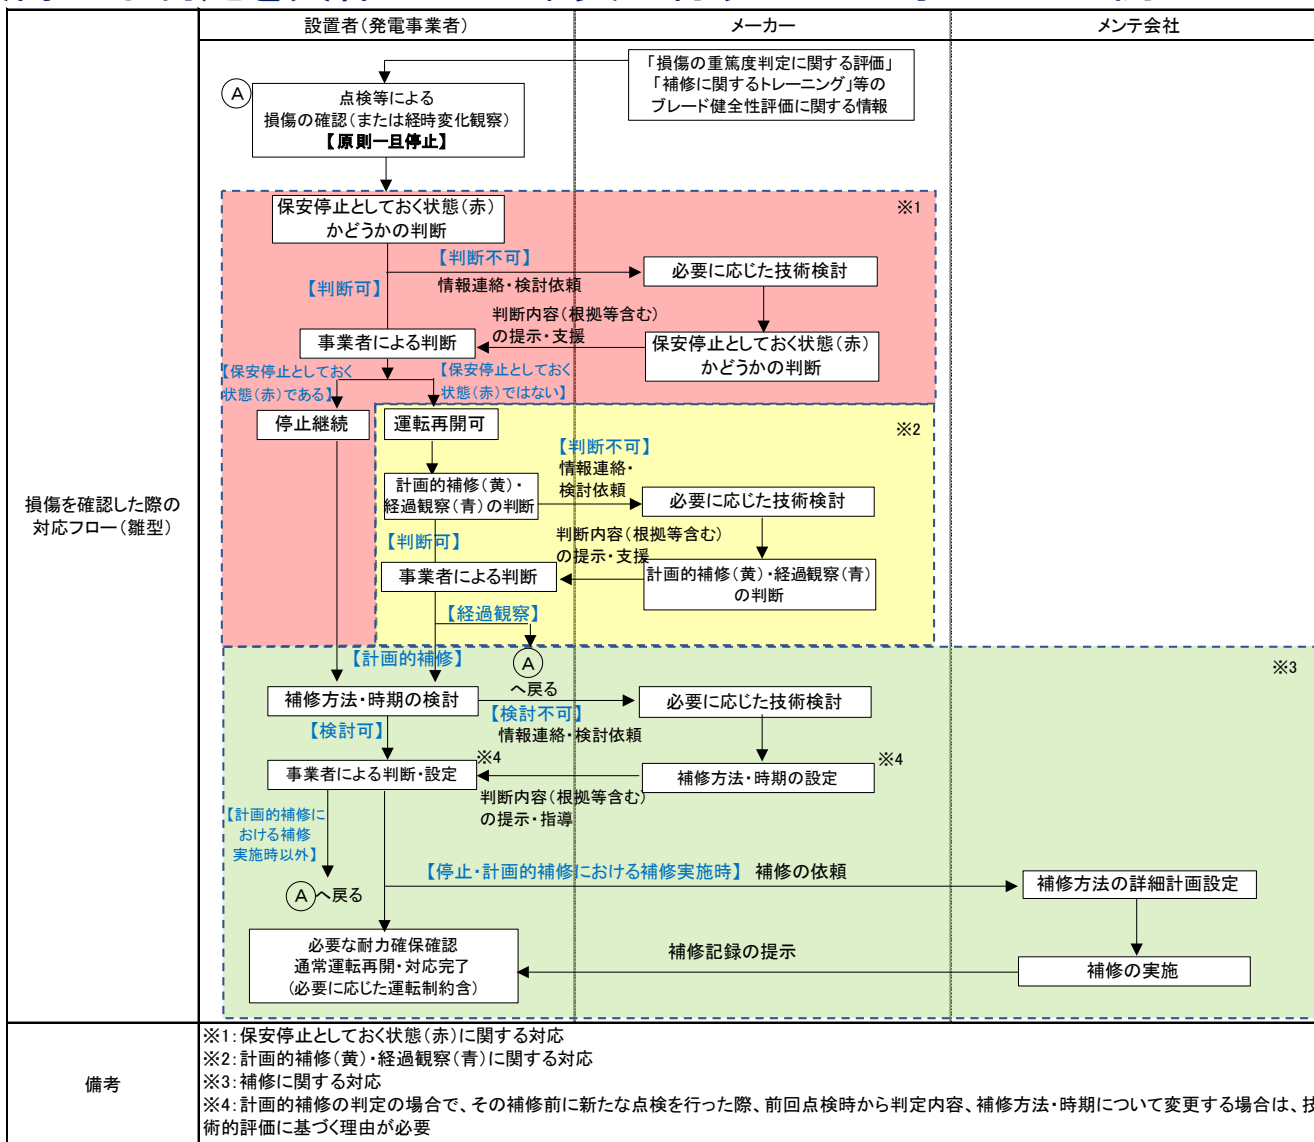 設置者（発電事業者）
メーカー
メンテ会社
損傷を確認した際の
対応フロー（雛型）
「損傷の重篤度判定に関する評価」
「補修に関するトレーニング」等の
ブレード健全性評価に関する情報
A
点検等による
損傷の確認（または経時変化観察）
【原則一旦停止】
※1
保安停止としておく状態（赤）
かどうかの判断
【判断不可】
情報連絡・検討依頼
必要に応じた技術検討
【判断可】
判断内容（根拠等含む）
の提示・支援
事業者による判断
保安停止としておく状態（赤）
かどうかの判断
【保安停止としておく
状態（赤）である】
【保安停止としておく
状態（赤）ではない】
停止継続
運転再開可
※2
【判断不可】
情報連絡・
検討依頼
計画的補修（黄）・
経過観察（青）の判断
必要に応じた技術検討
【判断可】
判断内容（根拠等含む）
の提示・支援
事業者による判断
計画的補修（黄）・経過観察（青）
の判断
【経過観察】
【計画的補修】
A
へ戻る
※3
補修方法・時期の検討
【検討不可】
情報連絡・検討依頼
必要に応じた技術検討
【検討可】
※4
事業者による判断・設定
※4
補修方法・時期の設定
判断内容（根拠等含む）
の提示・指導
【計画的補修に
おける補修
実施時以外】
A へ戻る
【停止・計画的補修における補修実施時】 補修の依頼
補修方法の詳細計画設定
必要な耐力確保確認
通常運転再開・対応完了
（必要に応じた運転制約含）
補修記録の提示
補修の実施
備考
※1：保安停止としておく状態（赤）に関する対応
※2：計画的補修（黄）・経過観察（青）に関する対応
※3：補修に関する対応
※4：計画的補修の判定の場合で、その補修前に新たな点検を行った際、前回点検時から判定内容、補修方法・時期について変更する場合は、技
術的評価に基づく理由が必要